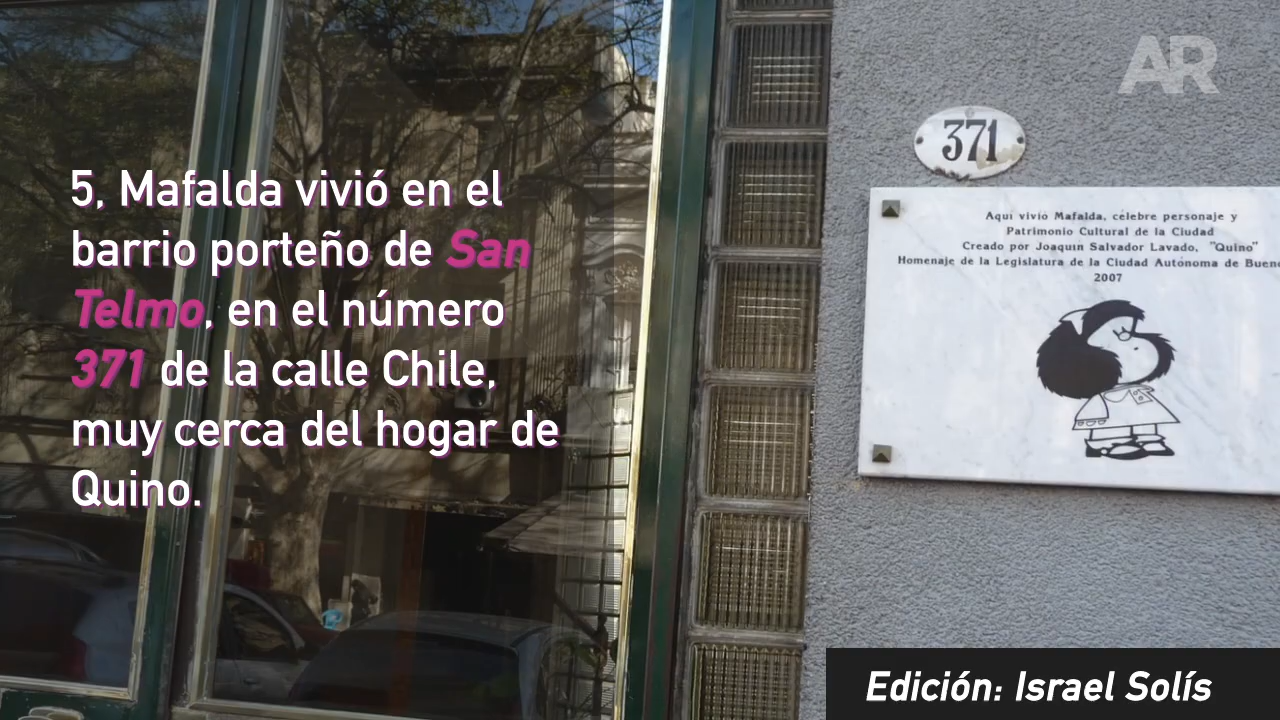 AR
371
5. Mafalda vivió en el
barrio porteño de San
Telmo, en el número
371 de la calle Chile,
muy cerca del hogar de
Quino.
Aquí vivió Mafalda, célebre personaje y
Patrimonio Cultural de la Ciudad
Creado por Joaquín Salvador Lavado, "Quino"
Homenaje de la Legislatura de la Ciudad Autónoma de Buen
2007
Edición: Israel Solís